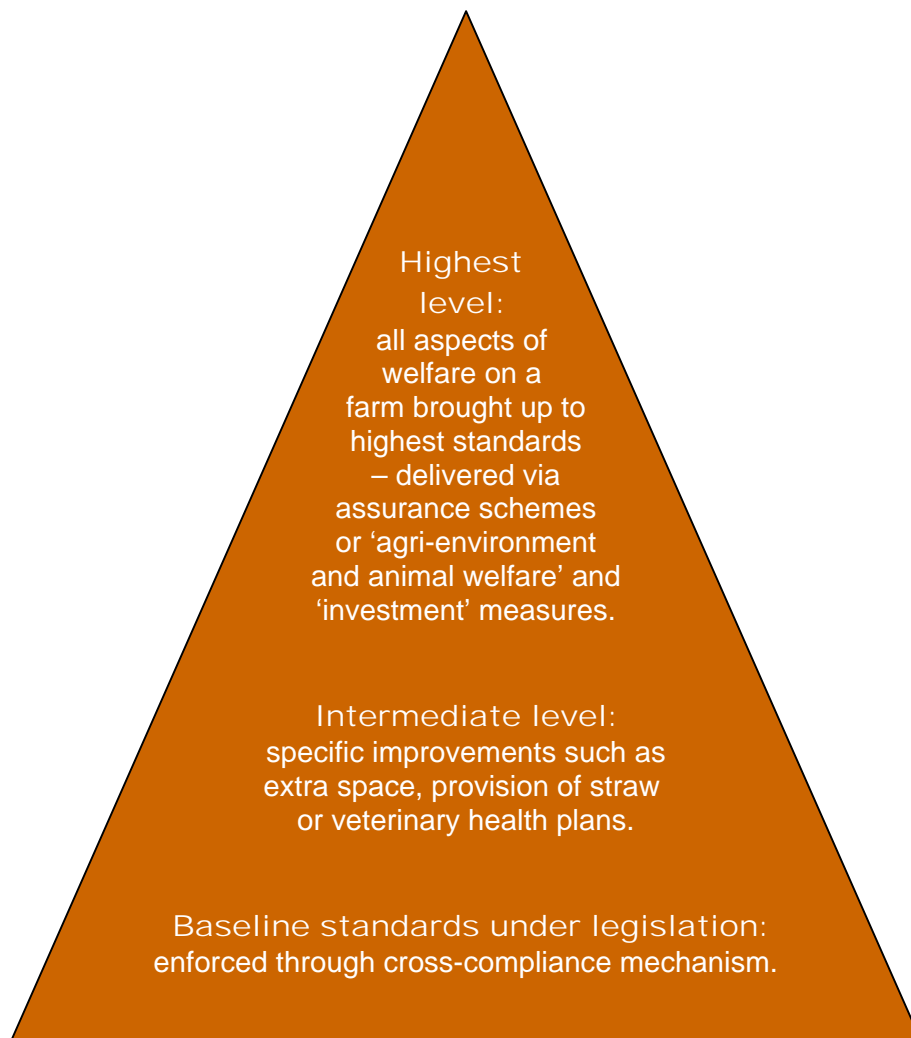 Highest
level:
all aspects of
welfare on a
farm brought up to
highest standards
– delivered via
assurance schemes
or ‘agri-environment
and animal welfare’ and
‘investment’ measures.
Intermediate level:
specific improvements such as
extra space, provision of straw
or veterinary health plans.
Baseline standards under legislation:
enforced through cross-compliance mechanism.